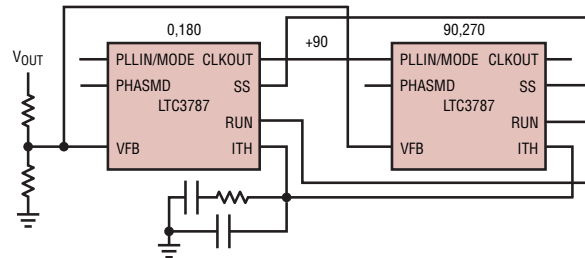 0,180
90,270
+90
VOUT
PLLIN/MODE CLKOUT
PHASMD
SS
LTC3787
RUN
VFB
ITH
PLLIN/MODE CLKOUT
PHASMD
SS
LTC3787
RUN
VFB
ITH